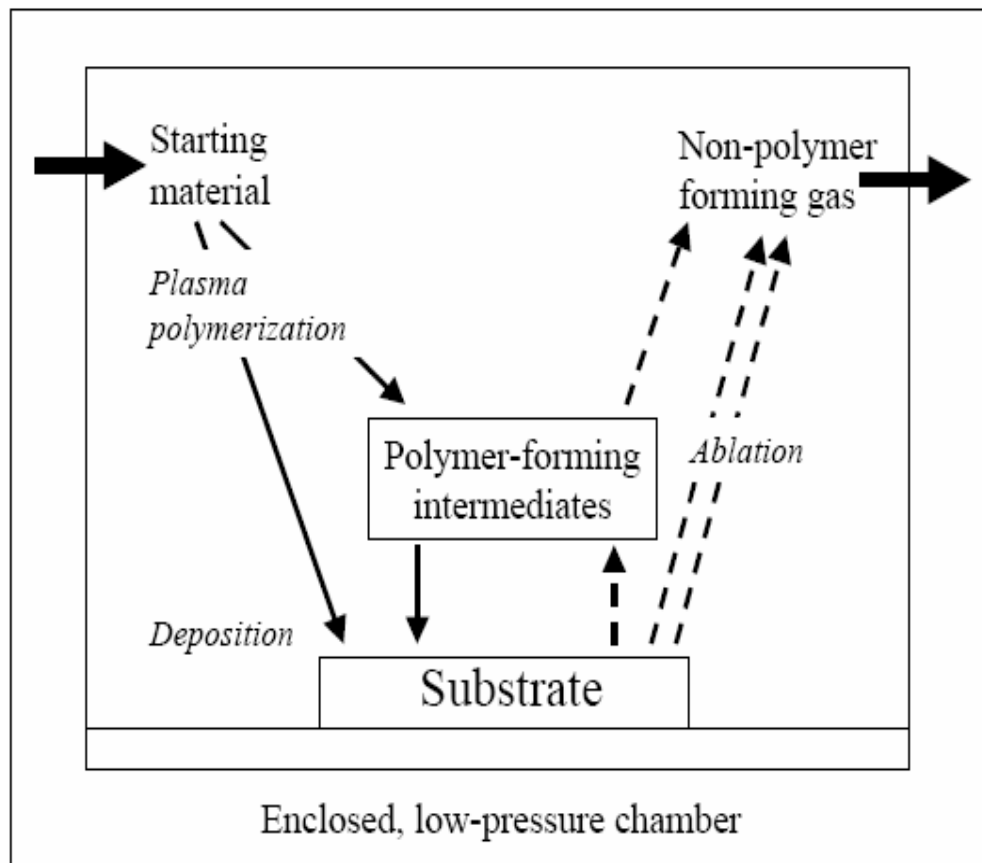 Starting
material
Non-polymer
forming gas
Plasma
polymerization
Polymer-forming
intermediates
Ablation
Deposition
Substrate
Enclosed, low-pressure chamber